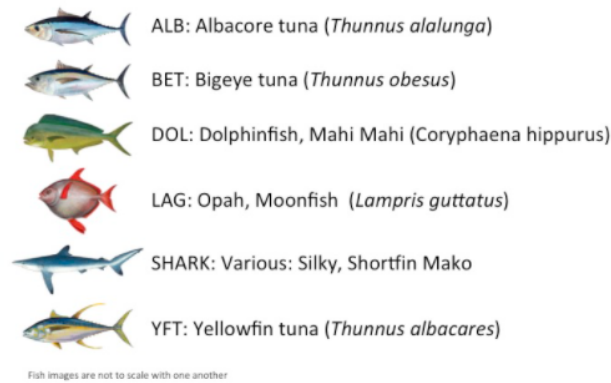 ALB: Albacore tuna (Thunnus alalunga)
BET: Bigeye tuna (Thunnus obesus)
DOL: Dolphinfish, Mahi Mahi (Coryphaena hippurus)
LAG: Opah, Moonfish (Lampris guttatus)
SHARK: Various: Silky, Shortfin Mako
YFT: Yellowfin tuna (Thunnus albacares)
Fish images are not to scale with one another